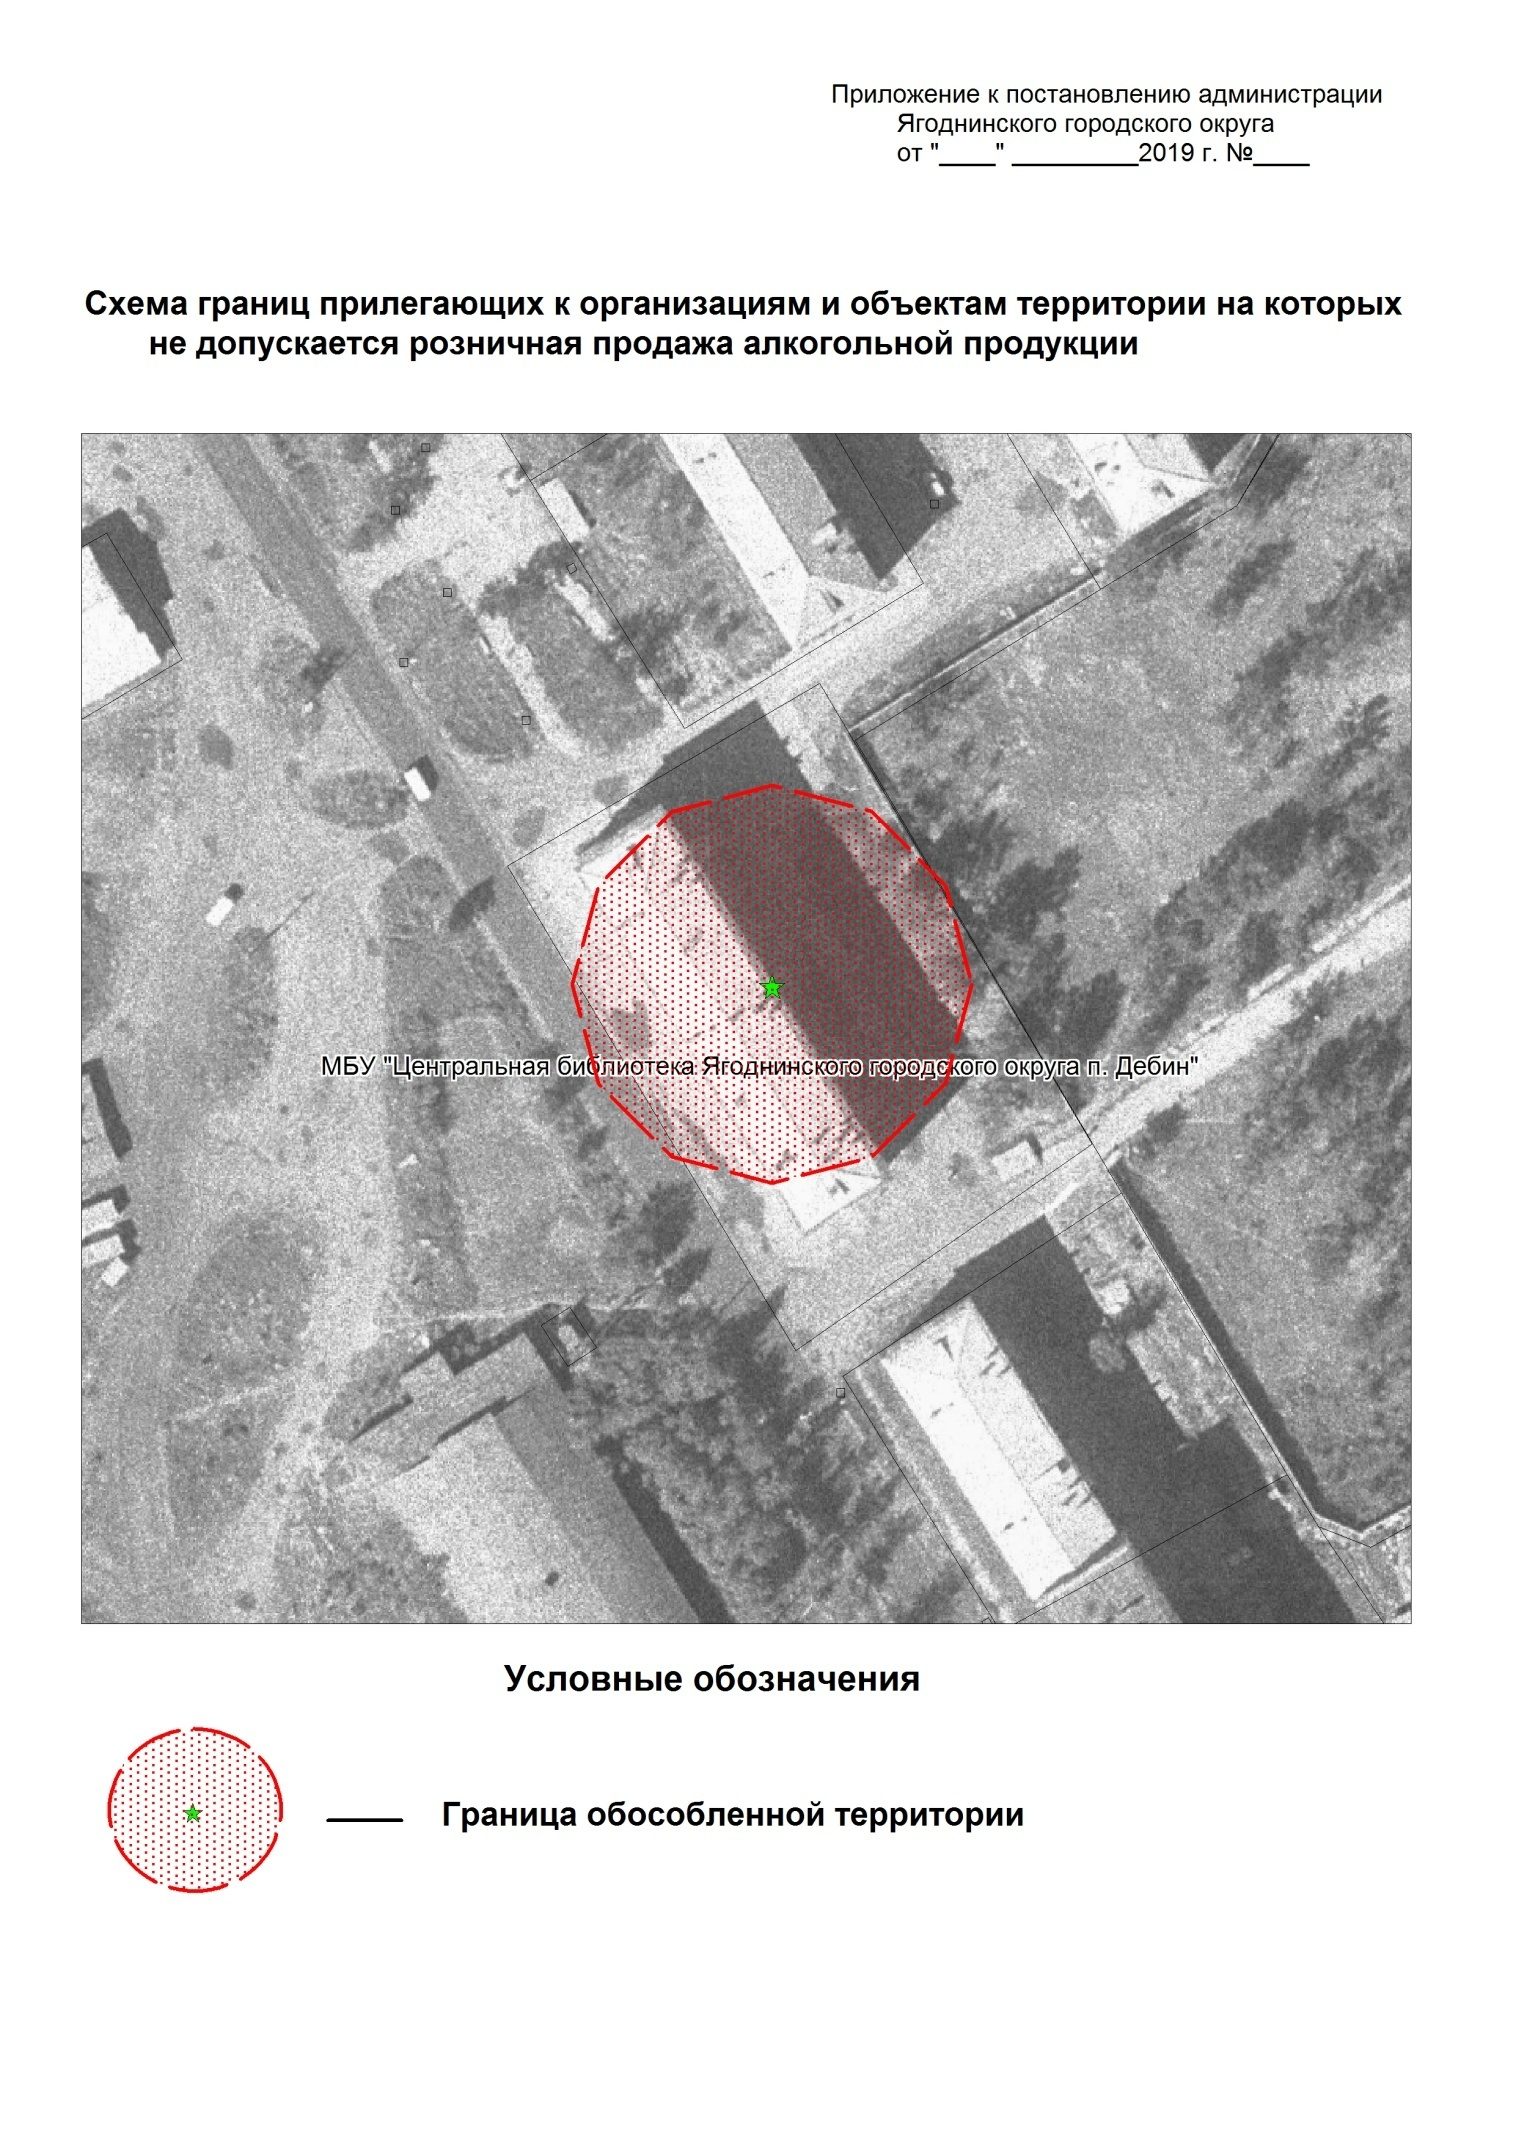 Приложение к постановлению администрации
Ягоднинского городского округа
от "____" _________2019 г. №____
Схема границ прилегающих к организациям и объектам территории на которых
не допускается розничная продажа алкогольной продукции
МБУ "Центральная библиотека Ягоднинского городского округа п. Дебин"
Условные обозначения
Граница обособленной территории